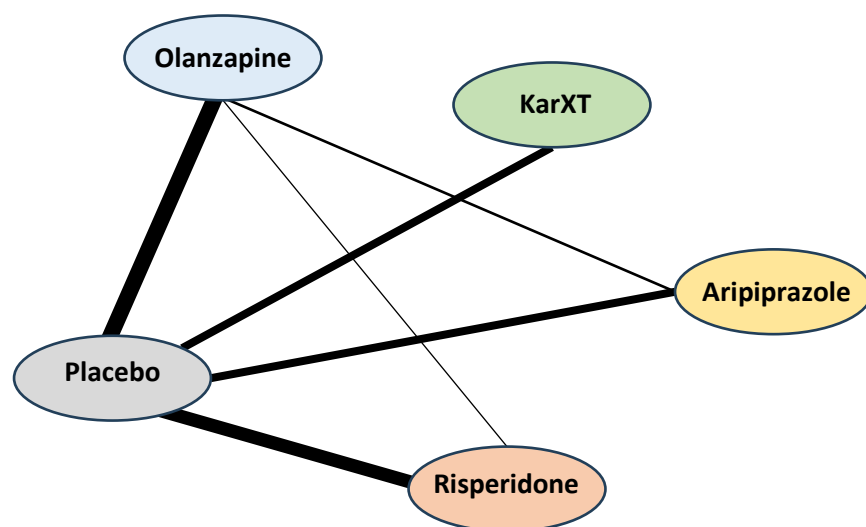 Olanzapine
KarXT
Aripiprazole
Placebo
Risperidone